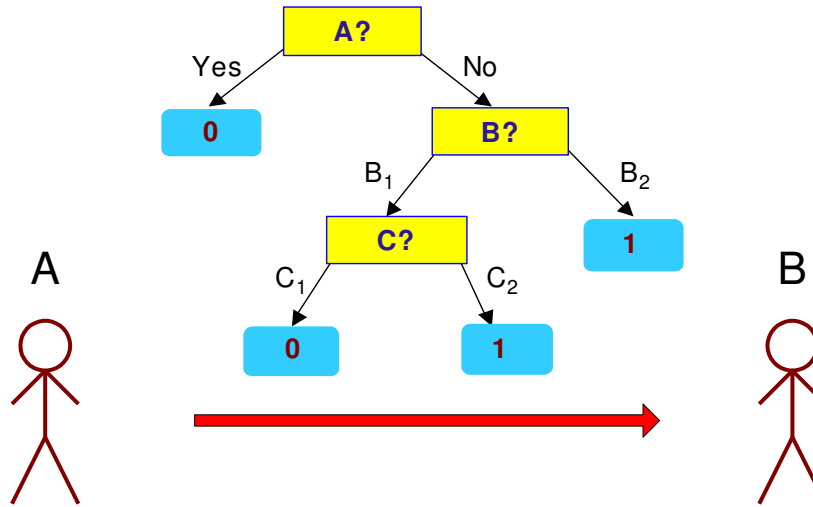 A?
Yes
No
0
B?
B₁
B₂
C?
1
A
B
C₁
C₂
0
1